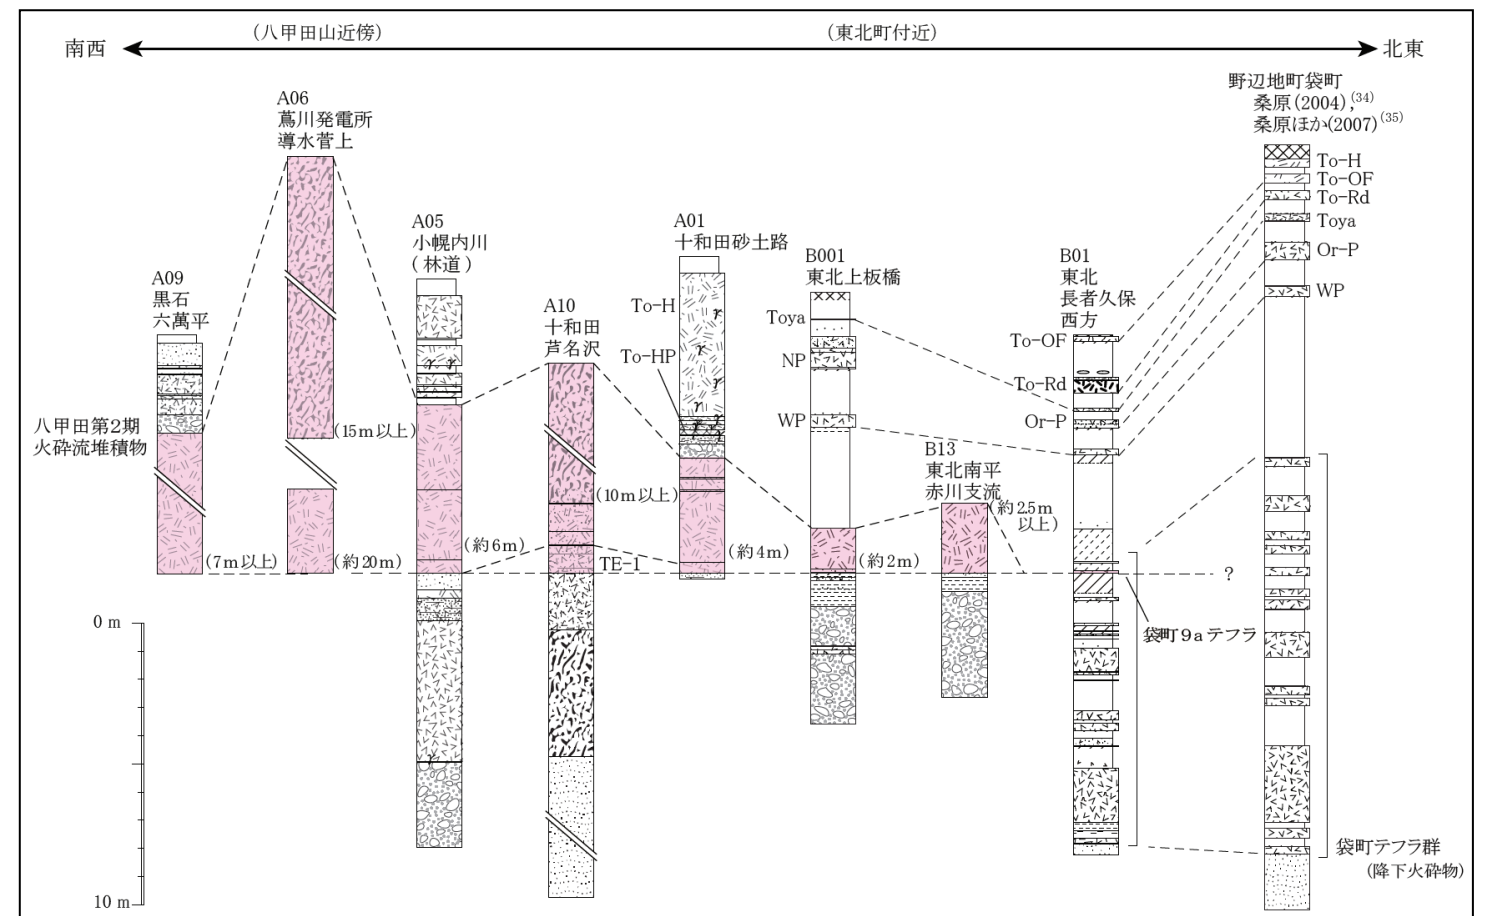 (八甲田山近傍)
(東北町付近)
南西
北東
A09
黒石
六萬平
A06
蔦川発電所
導水菅上
A05
小幌内川
(林道)
A10
十和田
芦名沢
A01
十和田砂土路
B001
東北上板橋
B13
東北南平
赤川支流
B01
東北
長者久保
西方
野辺地町袋町
桑原(2004),(34)
桑原ほか(2007)(35)
To-H
To-OF
To-Rd
Toya
Or-P
WP
To-H
To-HP
Toya
NP
WP
To-OF
To-Rd
Or-P
八甲田第2期
火砕流堆積物
(15m以上)
(10m以上)
(約2.5m
以上)
(7m以上)
(約20m)
(約6m)
TE-1
(約4m)
(約2m)
?
袋町9aテフラ
袋町テフラ群
(降下火砕物)
0 m
10 m
r
r
r
r
r
r
r
r
r
r